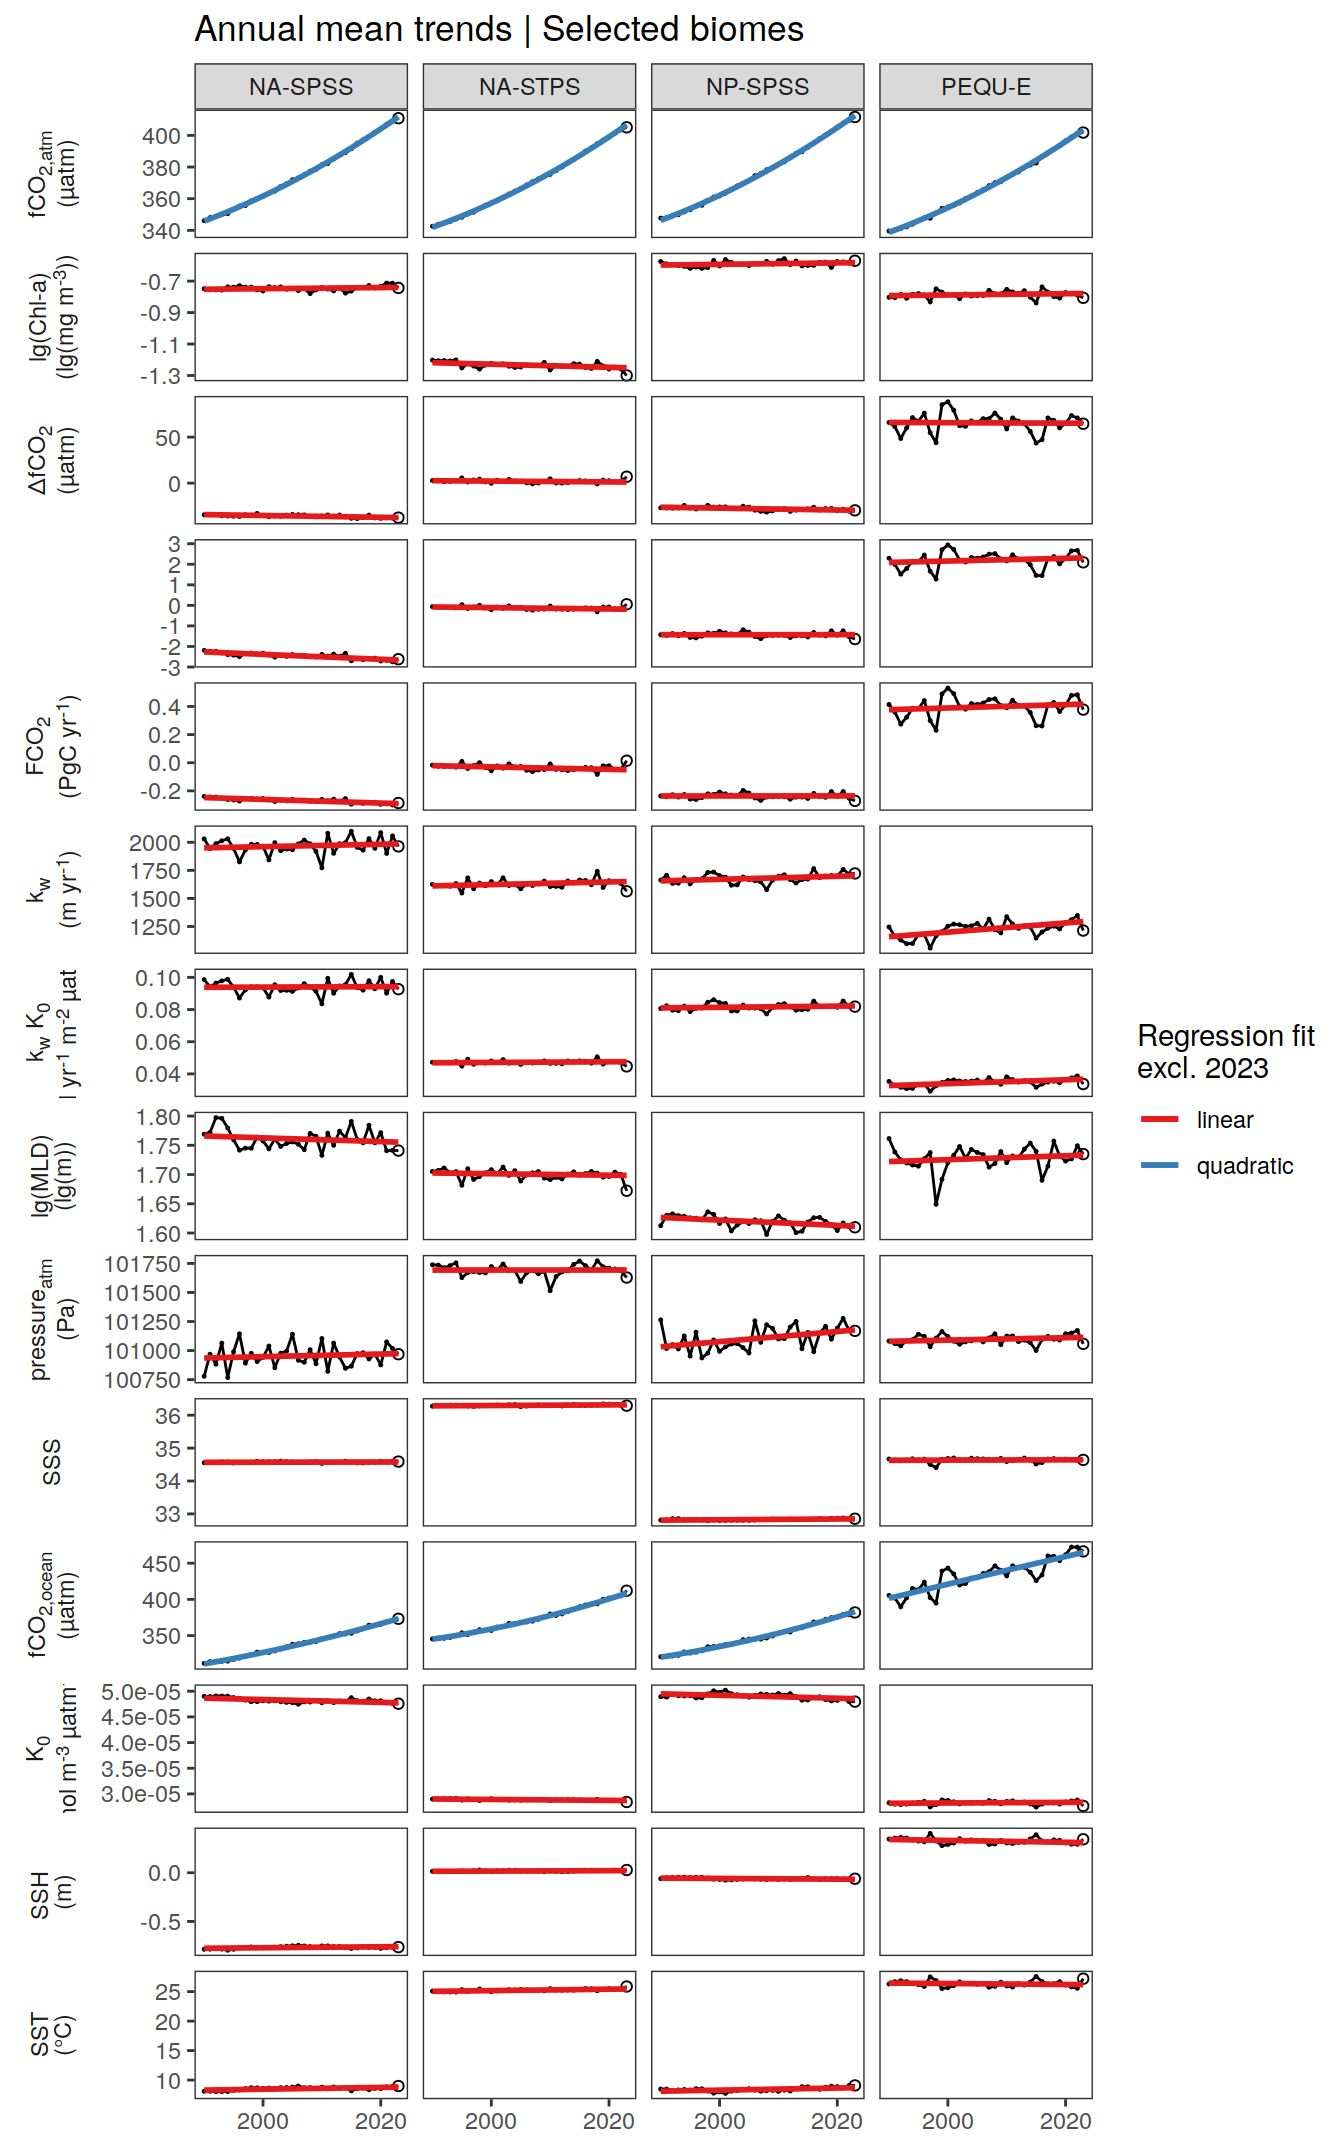 Annual mean trends | Selected biomes
NA-SPSS NA-STPS NP-SPSS PEQU-E
fCO2,atm
(µatm)
400
380
360
340
lg(Chl-a)
(lg(mg m-3))
-0.7
-0.9
-1.1
-1.3
ΔfCO2
(µatm)
50
0
3
2
1
0
-1
-2
-3
FCO2
(PgC yr-1)
0.4
0.2
0.0
-0.2
kw
(m yr-1)
2000
1750
1500
1250
kw K0
l yr-1 m-2 µat
0.10
0.08
0.06
0.04
lg(MLD)
(lg(m))
1.80
1.75
1.70
1.65
1.60
pressureatm
(Pa)
101750
101500
101250
101000
100750
SSS
36
35
34
33
fCO2,ocean
(µatm)
450
400
350
K0
nol m-3 µatm
5.0e-05
4.5e-05
4.0e-05
3.5e-05
3.0e-05
SSH
(m)
0.0
-0.5
SST
(°C)
25
20
15
10
2000 2020 2000 2020 2000 2020 2000 2020
Regression fit
excl. 2023
linear
quadratic